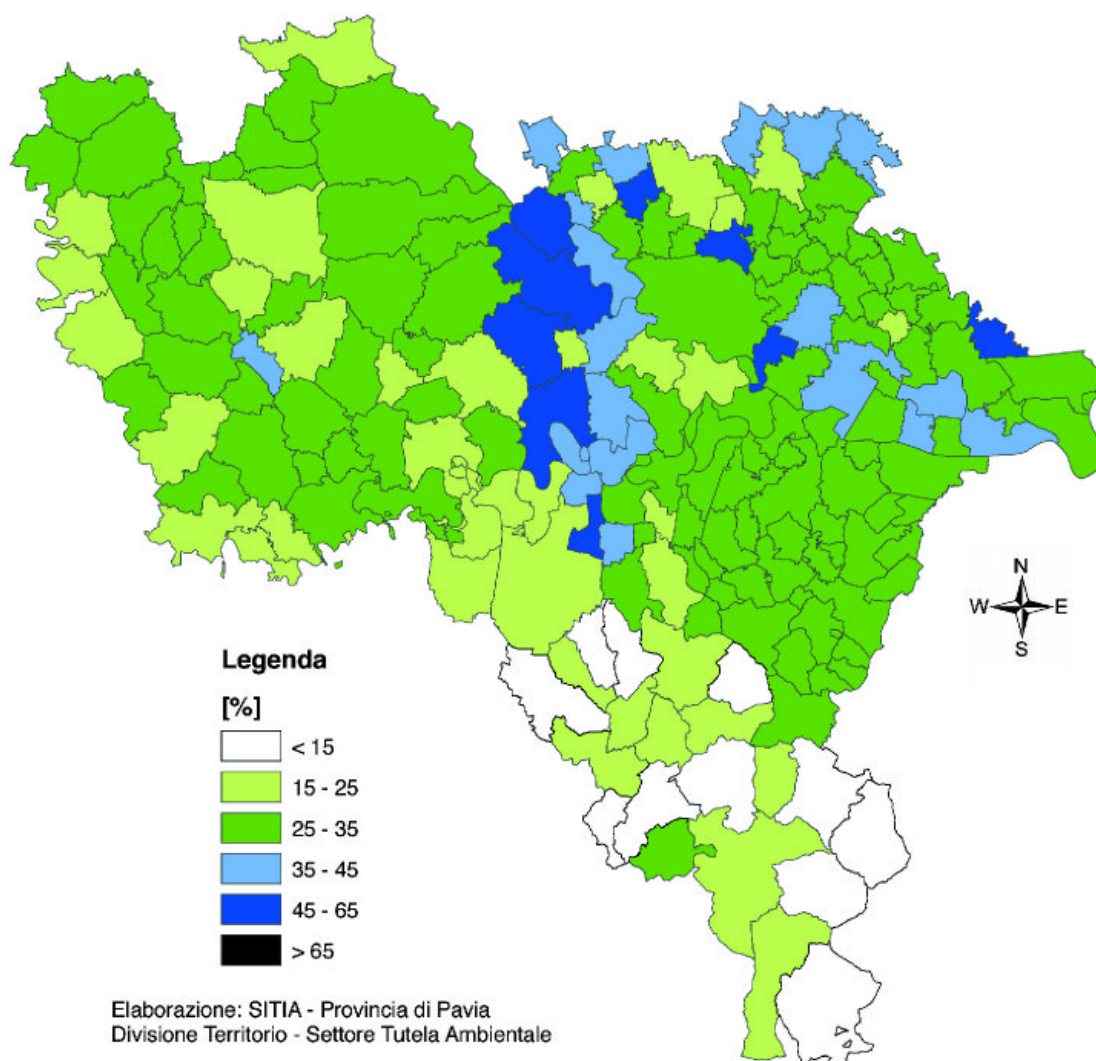 N
W E
S
Legenda
[%]
< 15
15 - 25
25 - 35
35 - 45
45 - 65
> 65
Elaborazione: SITIA - Provincia di Pavia
Divisione Territorio - Settore Tutela Ambientale